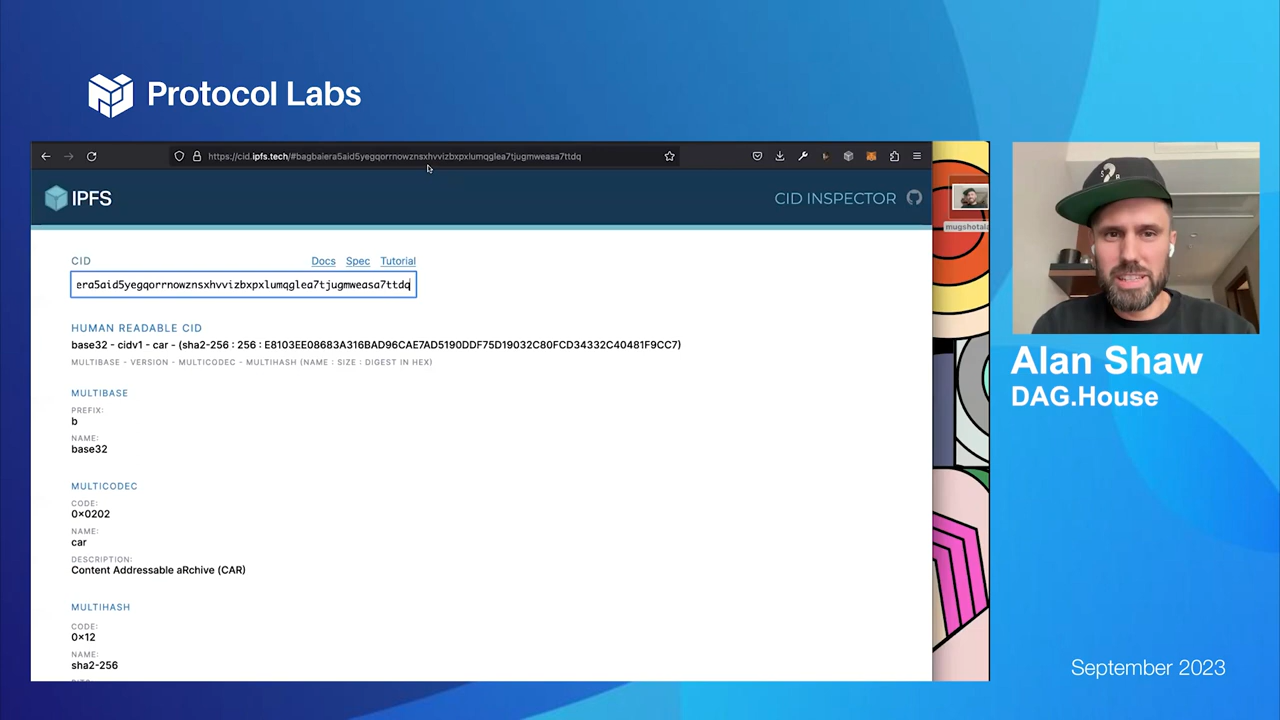 Protocol Labs
https://cid.ipfs.tech/#bagbaiera5aid5yegqorrnowznsxhvvizbxpxlumqglea7tjugmweasa7ttdq
IPFS
CID INSPECTOR
mugshotala
CID
Docs Spec Tutorial
era5aid5yegqorrnowznsxhvvizbxpxlumqglea7tjugmweasa7ttdq
HUMAN READABLE CID
base32 - cidv1 - car - (sha2-256 : 256 : E8103EE08683A316BAD96CAE7AD5190DDF75D19032C80FCD34332C40481F9CC7)
MULTIBASE - VERSION - MULTICODEC - MULTIHASH (NAME : SIZE : DIGEST IN HEX)
MULTIBASE
PREFIX:
b
NAME:
base32
MULTICODEC
CODE:
0x0202
NAME:
car
DESCRIPTION:
Content Addressable aRchive (CAR)
MULTIHASH
CODE:
0x12
NAME:
sha2-256
Alan Shaw
DAG.House
September 2023